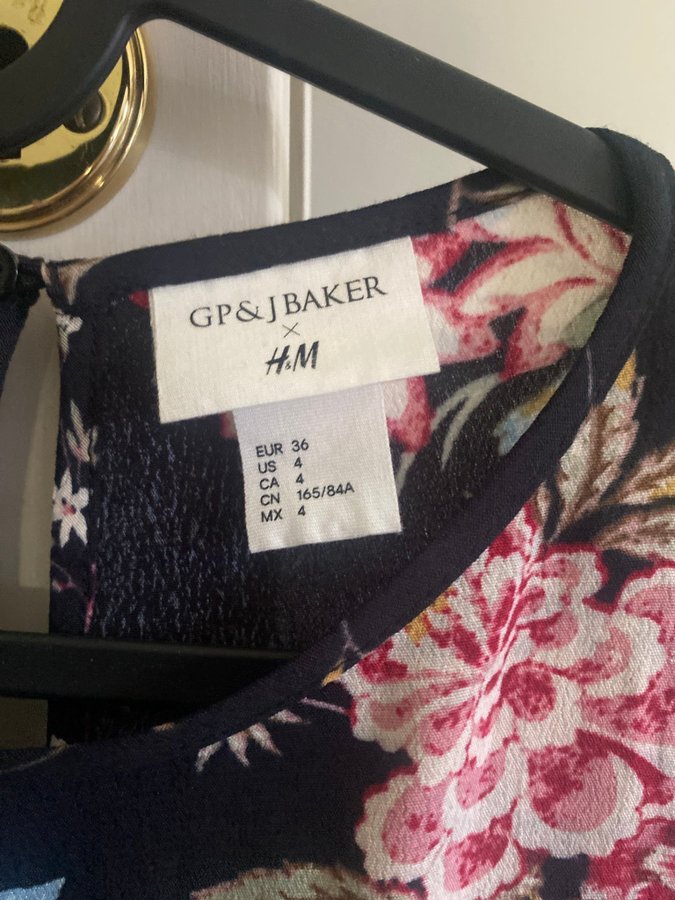 GP & J BAKER
×
H&M
EUR 36
US 4
CA 4
CN 165/84A
MX 4